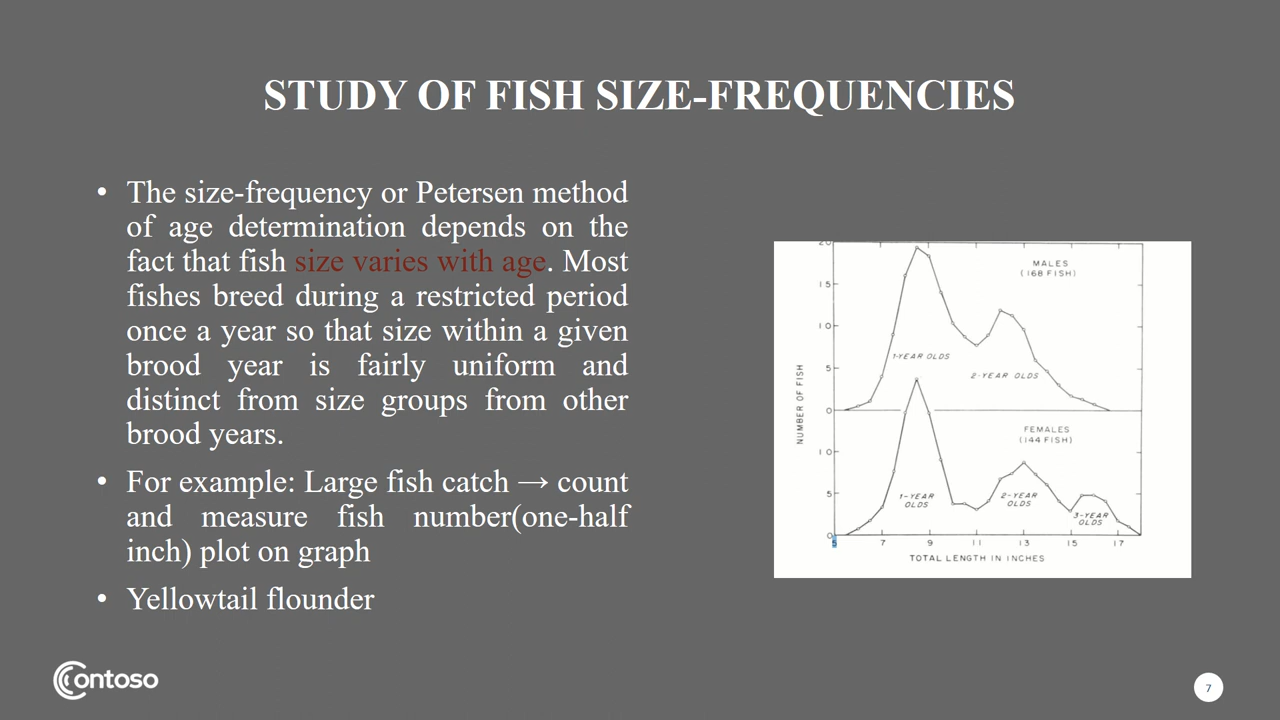 STUDY OF FISH SIZE-FREQUENCIES
• The size-frequency or Petersen method
of age determination depends on the
fact that fish size varies with age. Most
fishes breed during a restricted period
once a year so that size within a given
brood year is fairly uniform and
distinct from size groups from other
brood years.
• For example: Large fish catch → count
and measure fish number(one-half
inch) plot on graph
• Yellowtail flounder
20
MALES
(168 FISH)
15
10
1-YEAR OLDS
5
2-YEAR OLDS
NUMBER OF FISH
0
FEMALES
(144 FISH)
10
5
1-YEAR
OLDS
2-YEAR
OLDS
3-YEAR
OLDS
0
5 7 9 11 13 15 17
TOTAL LENGTH IN INCHES
Contoso
7